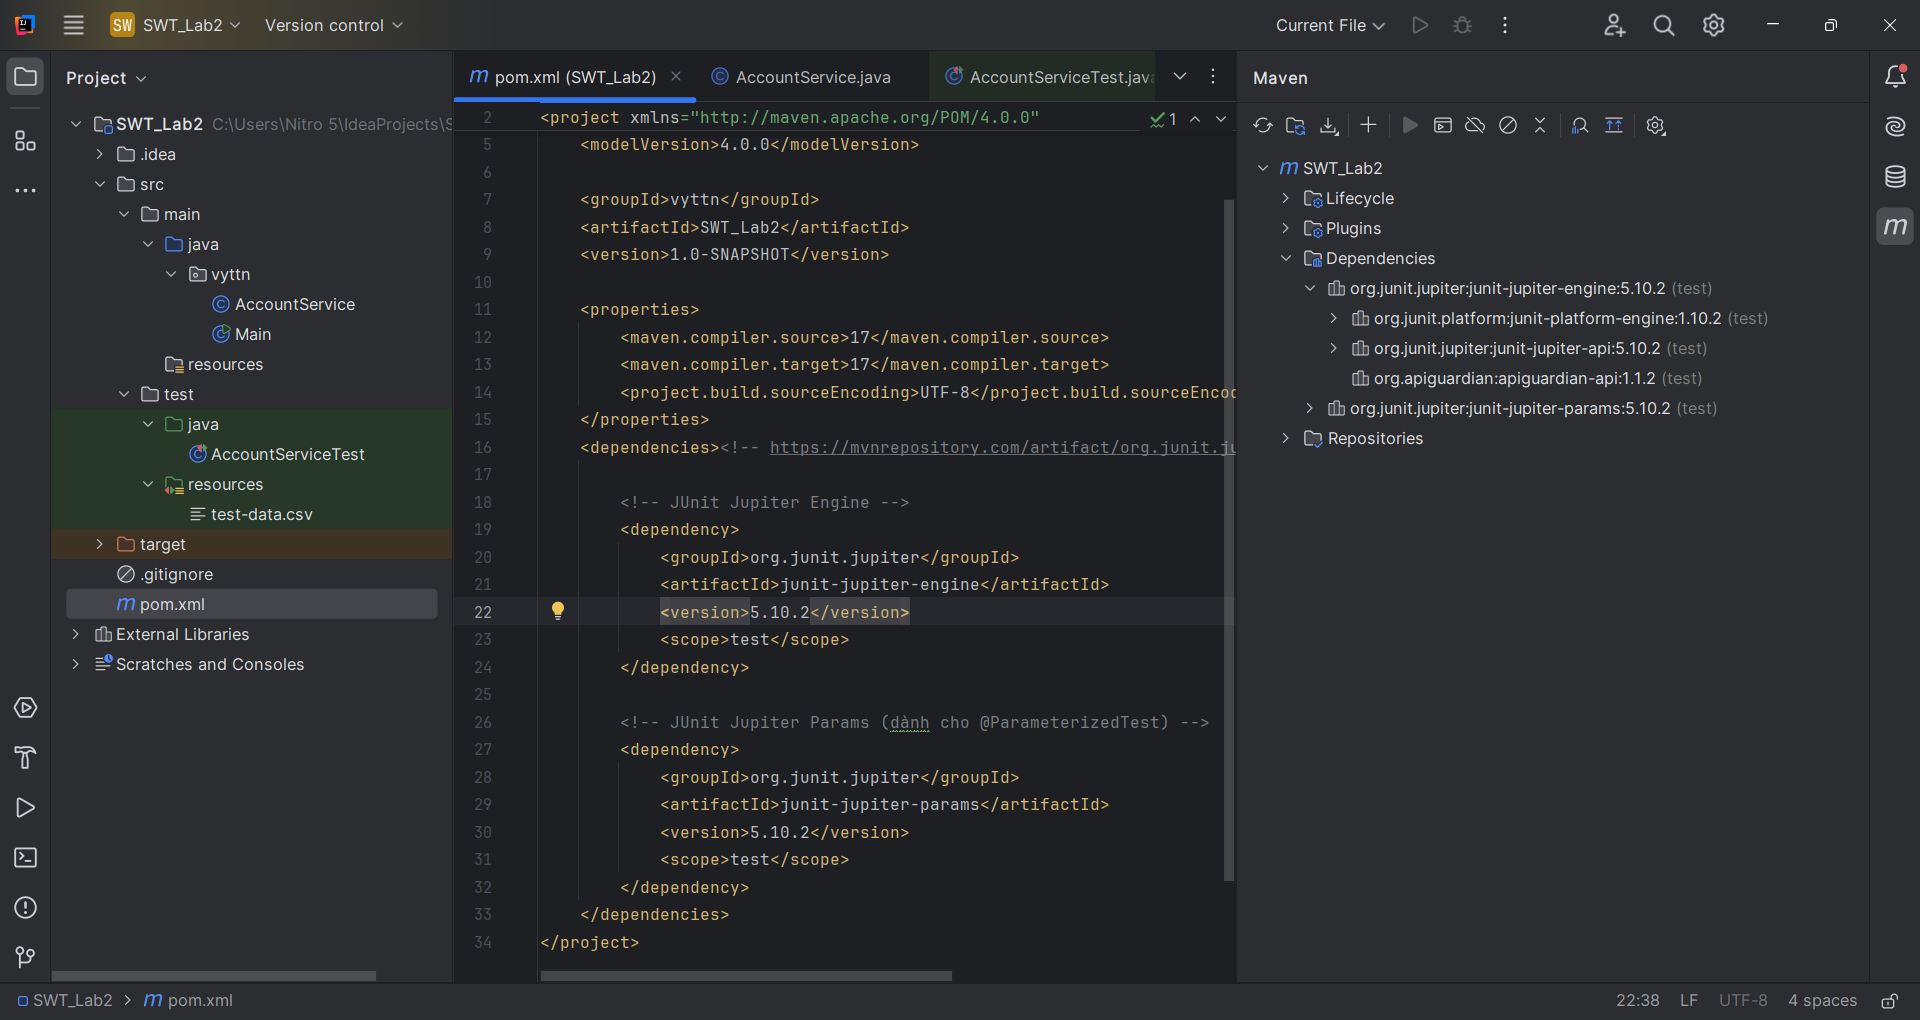 SW SWT_Lab2 Version control Current File
Project
SWT_Lab2 C:\Users\Nitro 5\IdeaProjects\S
.idea
src
main
java
vyttn
AccountService
Main
resources
test
java
AccountServiceTest
resources
test-data.csv
target
.gitignore
pom.xml
External Libraries
Scratches and Consoles
pom.xml (SWT_Lab2) AccountService.java AccountServiceTest.java
2 <project xmlns="http://maven.apache.org/POM/4.0.0" 1
5 <modelVersion>4.0.0</modelVersion>
6
7 <groupId>vyttn</groupId>
8 <artifactId>SWT_Lab2</artifactId>
9 <version>1.0-SNAPSHOT</version>
10
11 <properties>
12 <maven.compiler.source>17</maven.compiler.source>
13 <maven.compiler.target>17</maven.compiler.target>
14 <project.build.sourceEncoding>UTF-8</project.build.sourceEncod
15 </properties>
16 <dependencies><!-- https://mvnrepository.com/artifact/org.junit.ju
17
18 <!-- JUnit Jupiter Engine -->
19 <dependency>
20 <groupId>org.junit.jupiter</groupId>
21 <artifactId>junit-jupiter-engine</artifactId>
22 <version>5.10.2</version>
23 <scope>test</scope>
24 </dependency>
25
26 <!-- JUnit Jupiter Params (dành cho @ParameterizedTest) -->
27 <dependency>
28 <groupId>org.junit.jupiter</groupId>
29 <artifactId>junit-jupiter-params</artifactId>
30 <version>5.10.2</version>
31 <scope>test</scope>
32 </dependency>
33 </dependencies>
34 </project>
Maven
m SWT_Lab2
Lifecycle
Plugins
Dependencies
org.junit.jupiter:junit-jupiter-engine:5.10.2 (test)
org.junit.platform:junit-platform-engine:1.10.2 (test)
org.junit.jupiter:junit-jupiter-api:5.10.2 (test)
org.apiguardian:apiguardian-api:1.1.2 (test)
org.junit.jupiter:junit-jupiter-params:5.10.2 (test)
Repositories
SWT_Lab2 > m pom.xml 22:38 LF UTF-8 4 spaces